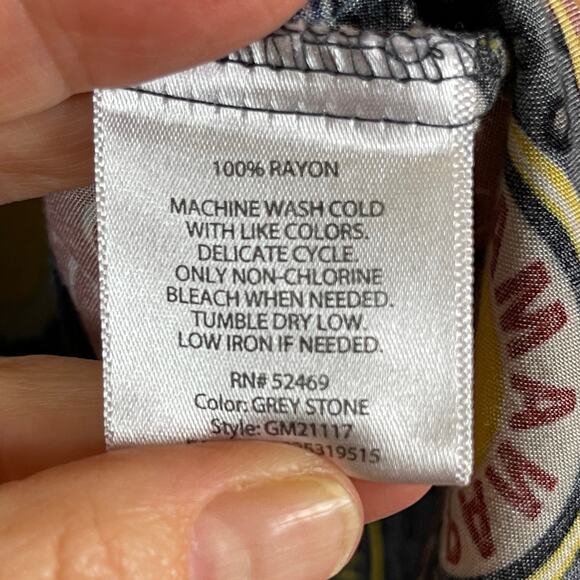 100% RAYON
MACHINE WASH COLD
WITH LIKE COLORS.
DELICATE CYCLE.
ONLY NON-CHLORINE
BLEACH WHEN NEEDED.
TUMBLE DRY LOW.
LOW IRON IF NEEDED.
RN# 52469
Color: GREY STONE
Style: GM21117